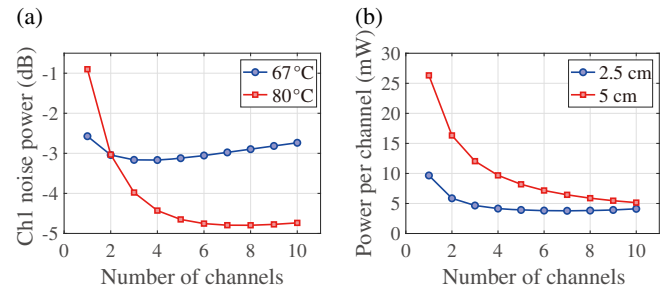 (a)
Ch1 noise power (dB)
-1
-2
-3
-4
-5
0
2
4
6
8
10
Number of channels
67°C
80°C
(b)
Power per channel (mW)
30
25
20
15
10
5
0
0
2
4
6
8
10
Number of channels
2.5 cm
5 cm